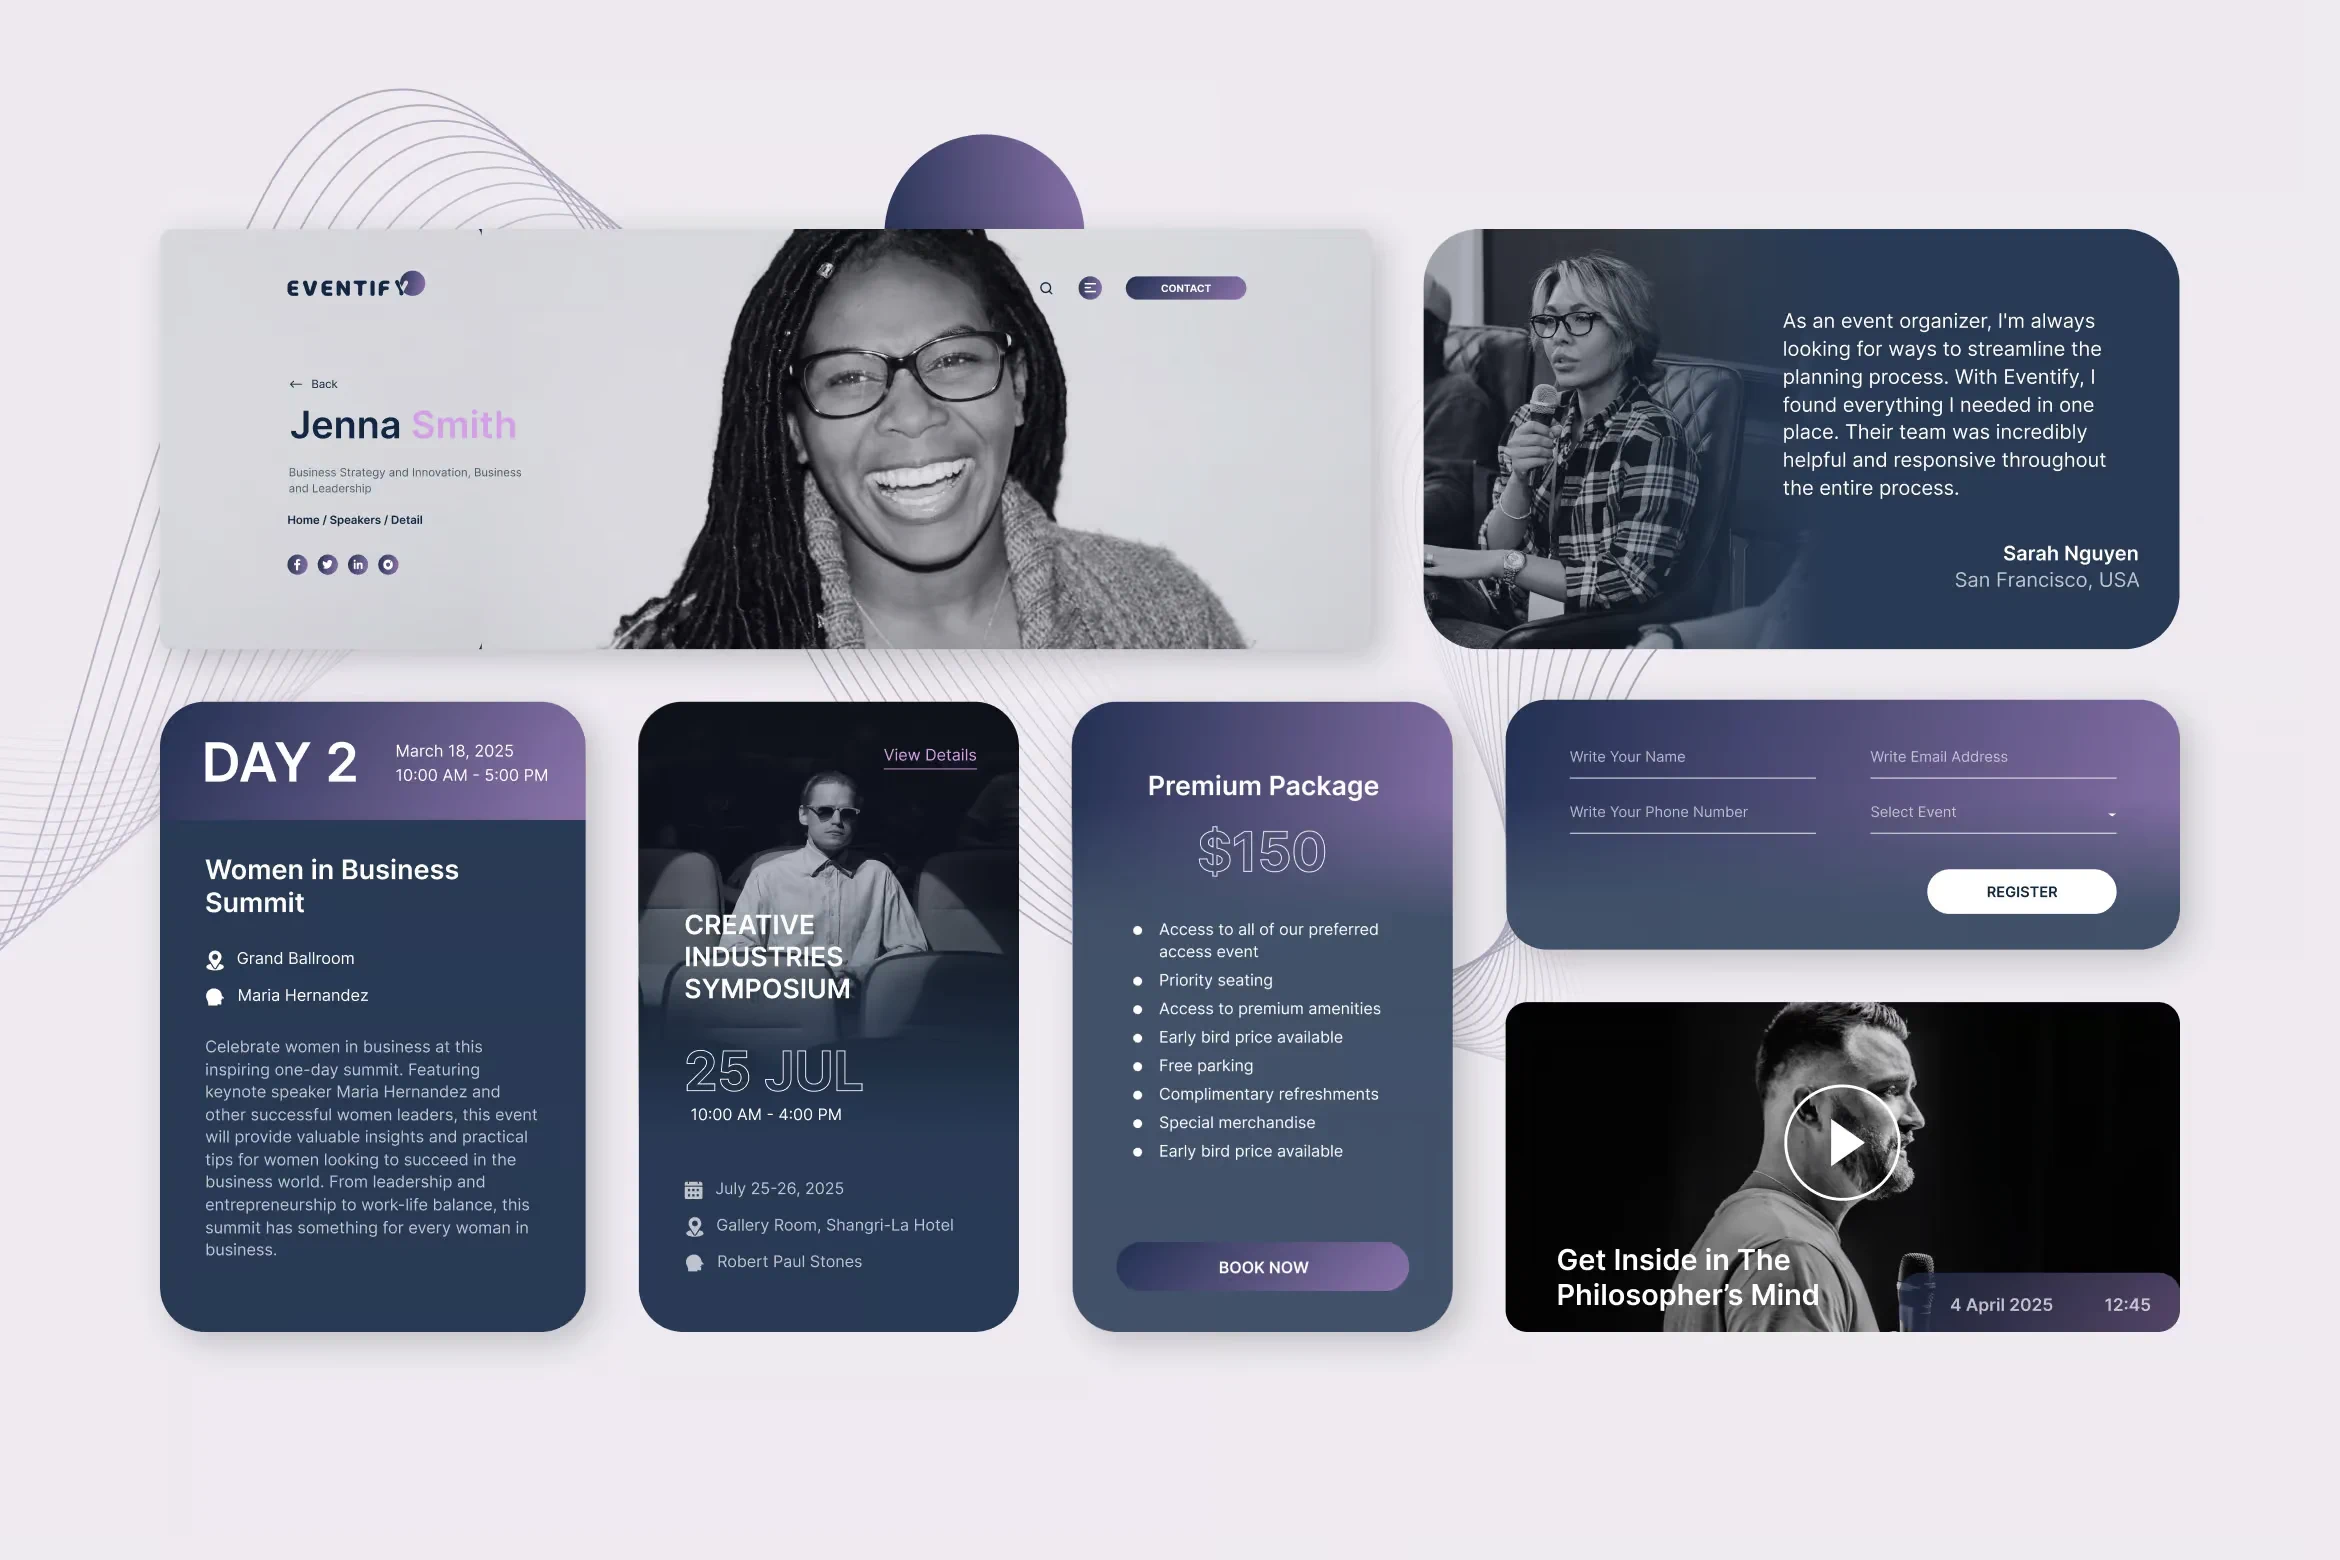 EVENTIFY
CONTACT
Back
Jenna Smith
Business Strategy and Innovation, Business
and Leadership
Home / Speakers / Detail
As an event organizer, I'm always
looking for ways to streamline the
planning process. With Eventify, I
found everything I needed in one
place. Their team was incredibly
helpful and responsive throughout
the entire process.
Sarah Nguyen
San Francisco, USA
DAY 2
March 18, 2025
10:00 AM - 5:00 PM
Women in Business
Summit
Grand Ballroom
Maria Hernandez
Celebrate women in business at this
inspiring one-day summit. Featuring
keynote speaker Maria Hernandez and
other successful women leaders, this event
will provide valuable insights and practical
tips for women looking to succeed in the
business world. From leadership and
entrepreneurship to work-life balance, this
summit has something for every woman in
business.
View Details
CREATIVE
INDUSTRIES
SYMPOSIUM
25 JUL
10:00 AM - 4:00 PM
July 25-26, 2025
Gallery Room, Shangri-La Hotel
Robert Paul Stones
Premium Package
$150
Access to all of our preferred
access event
Priority seating
Access to premium amenities
Early bird price available
Free parking
Complimentary refreshments
Special merchandise
Early bird price available
BOOK NOW
Write Your Name
Write Email Address
Write Your Phone Number
Select Event
REGISTER
Get Inside in The
Philosopher’s Mind
4 April 2025
12:45